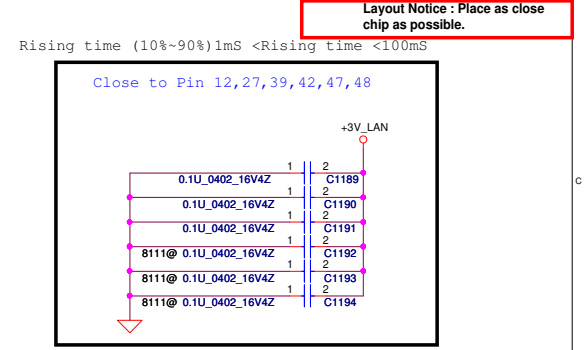 Layout Notice : Place as close
chip as possible.
Rising time (10%~90%)1mS <Rising time <100mS
Close to Pin 12,27,39,42,47,48
+3V_LAN
1 2
0.1U_0402_16V4Z C1189
1 2
0.1U_0402_16V4Z C1190
1 2
0.1U_0402_16V4Z C1191
1 2
8111@ 0.1U_0402_16V4Z C1192
1 2
8111@ 0.1U_0402_16V4Z C1193
1 2
8111@ 0.1U_0402_16V4Z C1194
C